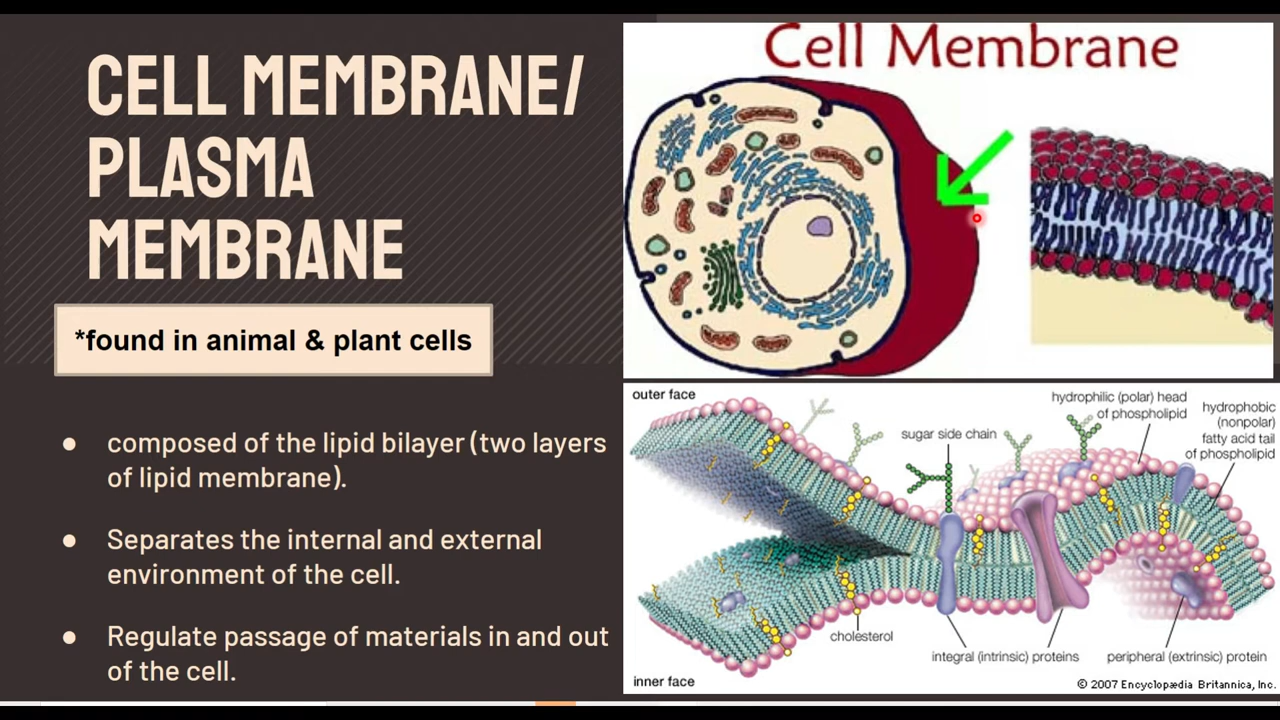 CELL MEMBRANE/
PLASMA
MEMBRANE
*found in animal & plant cells
● composed of the lipid bilayer (two layers
of lipid membrane).
● Separates the internal and external
environment of the cell.
● Regulate passage of materials in and out
of the cell.
Cell Membrane
outer face
sugar side chain
hydrophilic (polar) head
of phospholipid
hydrophobic
(nonpolar)
fatty acid tail
of phospholipid
cholesterol
integral (intrinsic) proteins
peripheral (extrinsic) protein
inner face
© 2007 Encyclopædia Britannica, Inc.